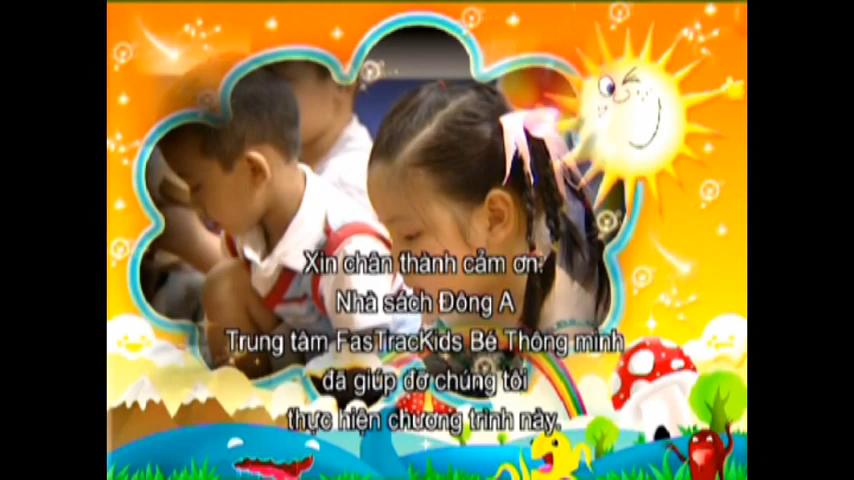 Xin chân thành cảm ơn:
Nhà sách Đông A
Trung tâm FasTracKids Bé Thông minh
đã giúp đỡ chúng tôi
thực hiện chương trình này.